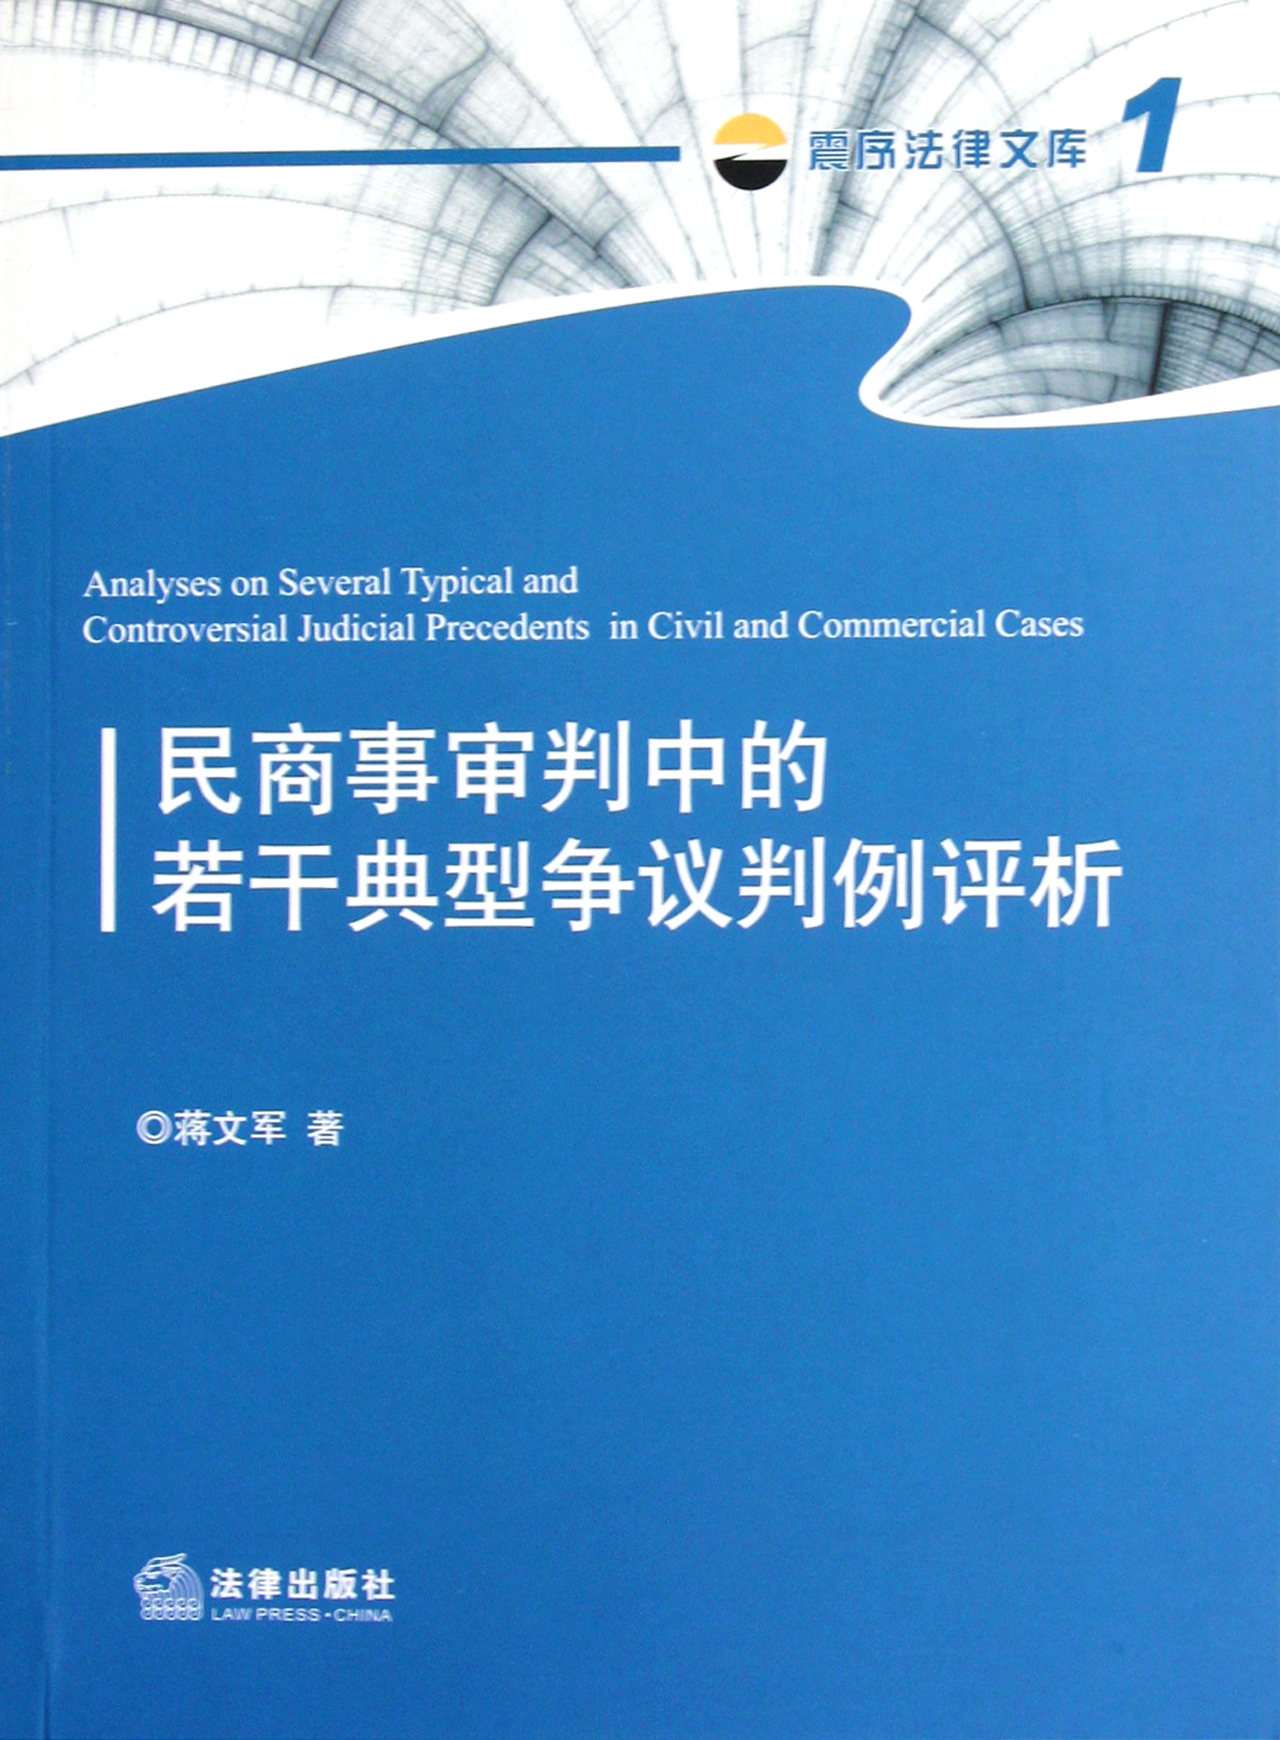 震序法律文库 1
Analyses on Several Typical and
Controversial Judicial Precedents in Civil and Commercial Cases
民商事审判中的
若干典型争议判例评析
◎蒋文军 著
法律出版社
LAW PRESS·CHINA